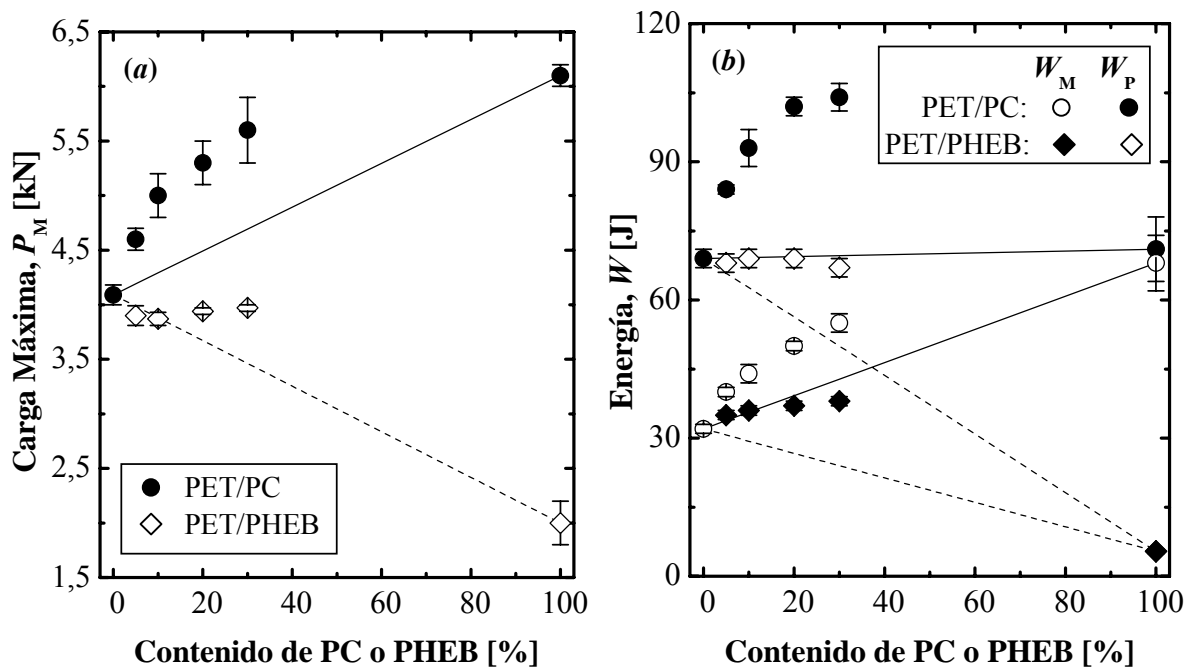 (a)
6,5
5,5
4,5
3,5
2,5
1,5
Carga Máxima, P_M [kN]
PET/PC
PET/PHEB
0 20 40 60 80 100
Contenido de PC o PHEB [%]
(b)
120
90
60
30
0
Energía, W [J]
W_M W_P
PET/PC:
PET/PHEB:
0 20 40 60 80 100
Contenido de PC o PHEB [%]